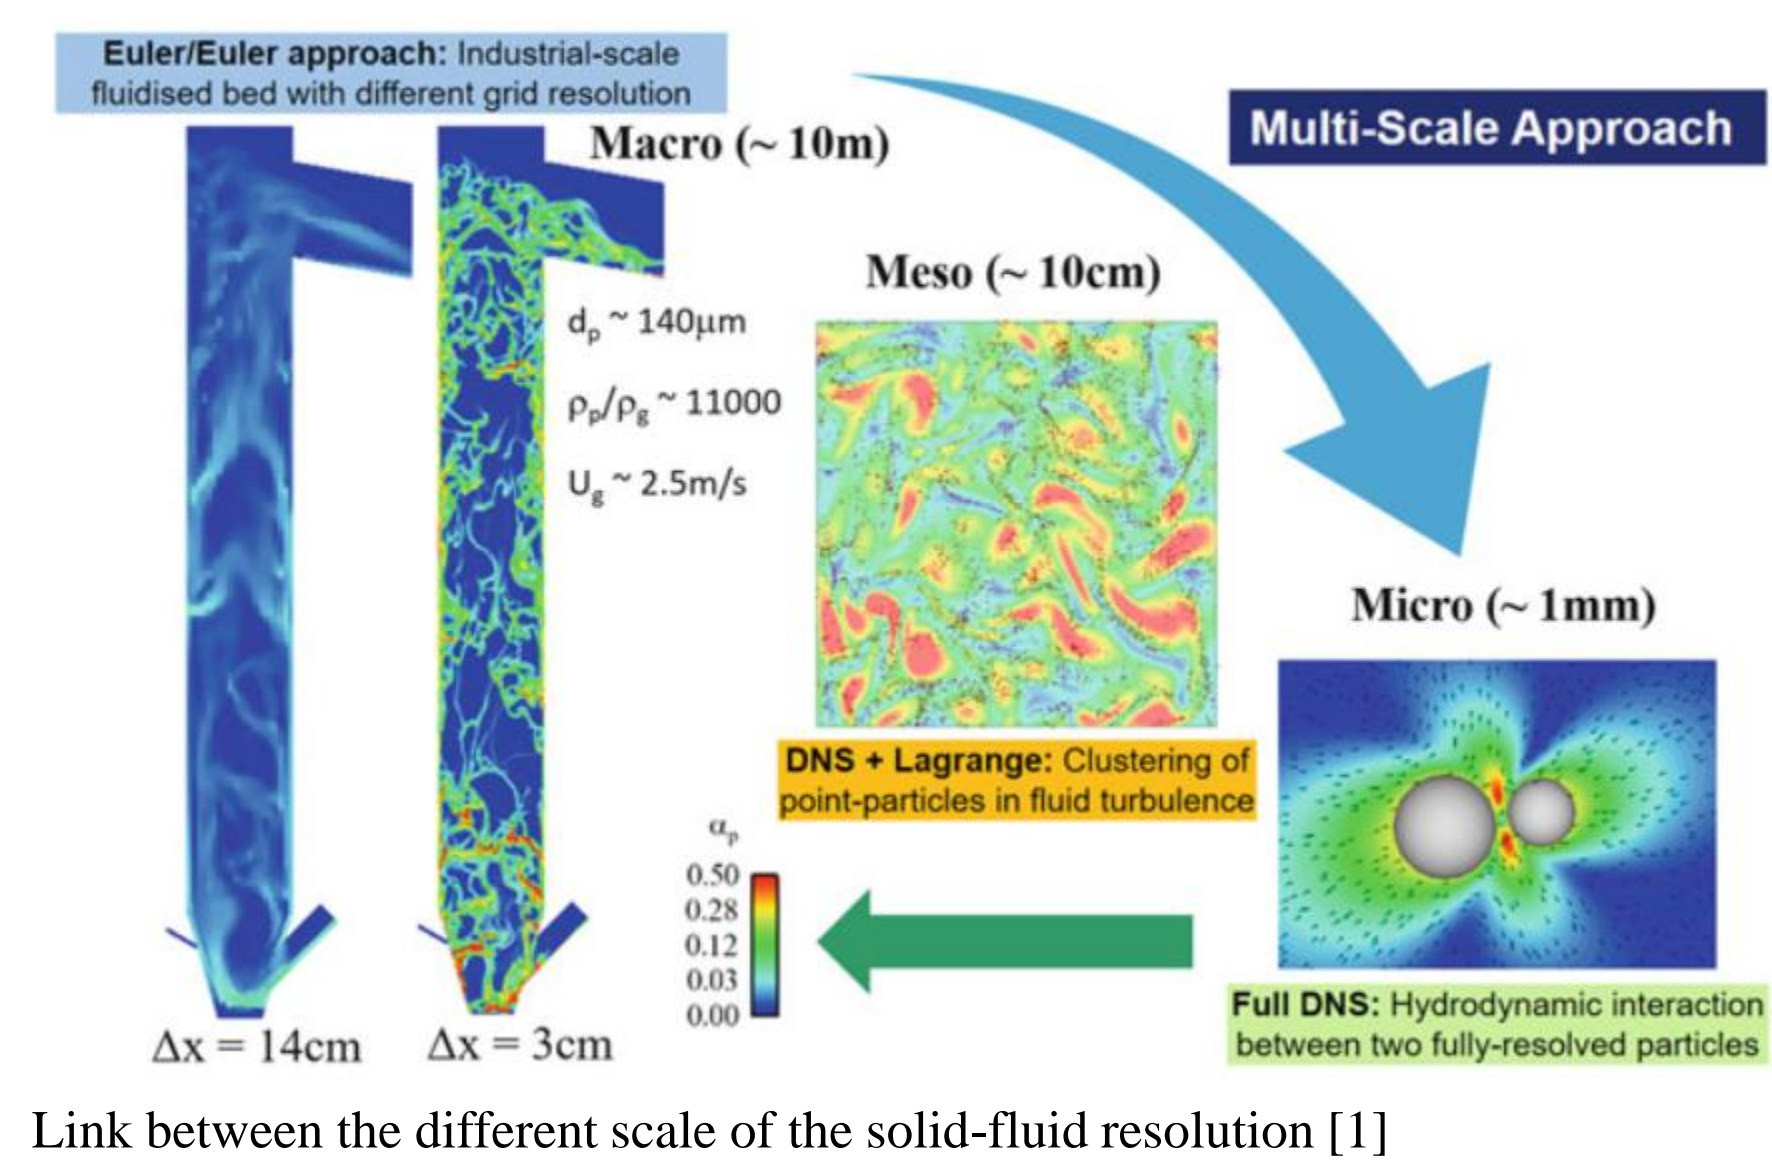 Euler/Euler approach: Industrial-scale
fluidised bed with different grid resolution
Macro (~ 10m)
Multi-Scale Approach
Meso (~ 10cm)
dₚ ~ 140μm
ρₚ/ρg ~ 11000
Ug ~ 2.5m/s
Micro (~ 1mm)
DNS + Lagrange: Clustering of
point-particles in fluid turbulence
αₚ
0.50
0.28
0.12
0.03
0.00
Δx = 14cm
Δx = 3cm
Full DNS: Hydrodynamic interaction
between two fully-resolved particles
Link between the different scale of the solid-fluid resolution [1]